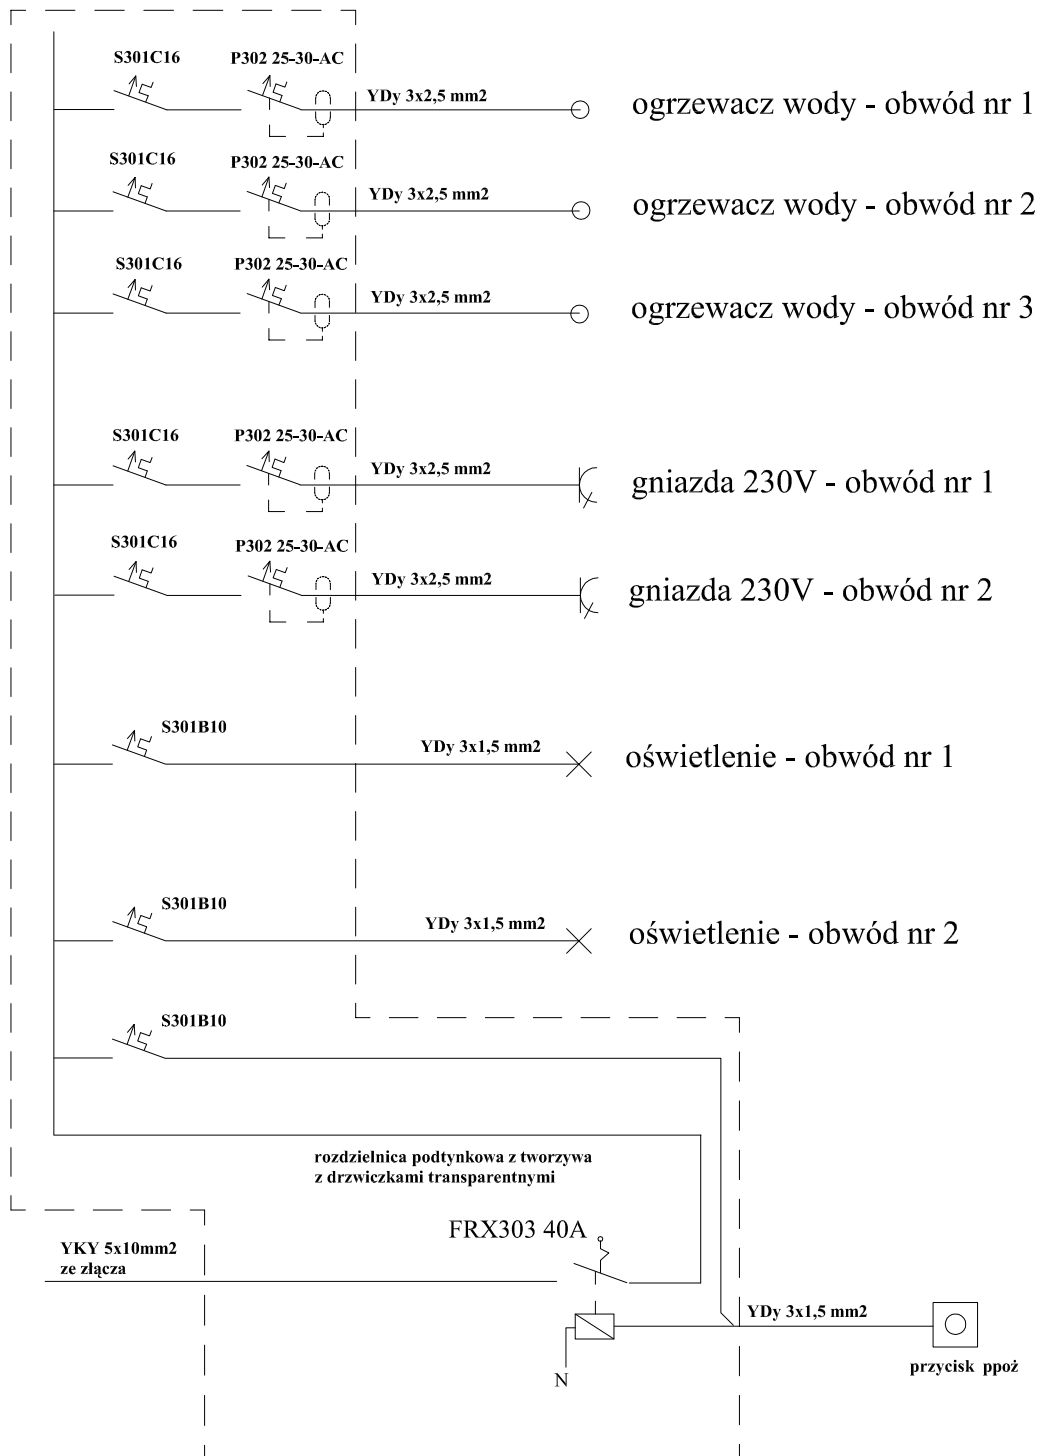 S301C16 P302 25-30-AC
YDy 3x2,5 mm2
ogrzewacz wody - obwód nr 1
S301C16 P302 25-30-AC
YDy 3x2,5 mm2
ogrzewacz wody - obwód nr 2
S301C16 P302 25-30-AC
YDy 3x2,5 mm2
ogrzewacz wody - obwód nr 3
S301C16 P302 25-30-AC
YDy 3x2,5 mm2
gniazda 230V - obwód nr 1
S301C16 P302 25-30-AC
YDy 3x2,5 mm2
gniazda 230V - obwód nr 2
S301B10
YDy 3x1,5 mm2
oświetlenie - obwód nr 1
S301B10
YDy 3x1,5 mm2
oświetlenie - obwód nr 2
S301B10
rozdzielnica podtynkowa z tworzywa
z drzwiczkami transparentnymi
FRX303 40A
YKY 5x10mm2
ze złącza
YDy 3x1,5 mm2
przycisk ppoż
N